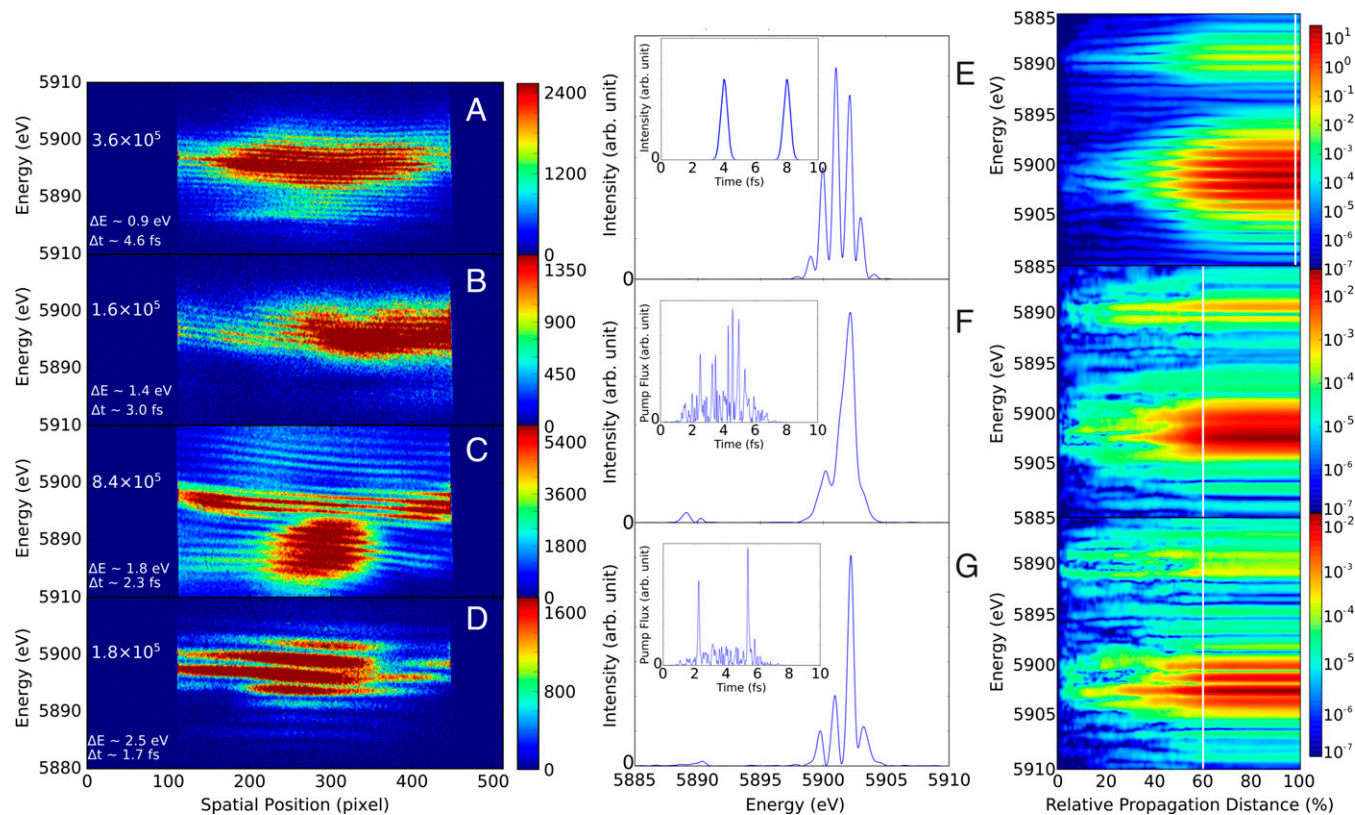 A
3.6×10⁵
ΔE ~ 0.9 eV
Δt ~ 4.6 fs
Energy (eV)
5910
5900
5890
5910
2400
1800
1200
600
0
B
1.6×10⁵
ΔE ~ 1.4 eV
Δt ~ 3.0 fs
Energy (eV)
5900
5890
5910
1350
900
450
0
C
8.4×10⁵
ΔE ~ 1.8 eV
Δt ~ 2.3 fs
Energy (eV)
5900
5890
5910
5400
3600
1800
0
D
1.8×10⁵
ΔE ~ 2.5 eV
Δt ~ 1.7 fs
Energy (eV)
5900
5890
5880
1600
800
0
0 100 200 300 400 500
Spatial Position (pixel)
E
Intensity (arb. unit)
0
Intensity (arb. unit)
0
0 2 4 6 8 10
Time (fs)
F
Intensity (arb. unit)
0
Pump Flux (arb. unit)
0
0 2 4 6 8 10
Time (fs)
G
Intensity (arb. unit)
0
Pump Flux (arb. unit)
0
0 2 4 6 8 10
Time (fs)
5885 5890 5895 5900 5905 5910
Energy (eV)
Energy (eV)
5885
5890
5895
5900
5905
5885
10¹
10⁰
10⁻¹
10⁻²
10⁻³
10⁻⁴
10⁻⁵
10⁻⁶
10⁻⁷
Energy (eV)
5890
5895
5900
5905
5885
10⁻²
10⁻³
10⁻⁴
10⁻⁵
10⁻⁶
10⁻⁷
Energy (eV)
5890
5895
5900
5905
5910
10⁻²
10⁻³
10⁻⁴
10⁻⁵
10⁻⁶
10⁻⁷
0 20 40 60 80 100
Relative Propagation Distance (%)